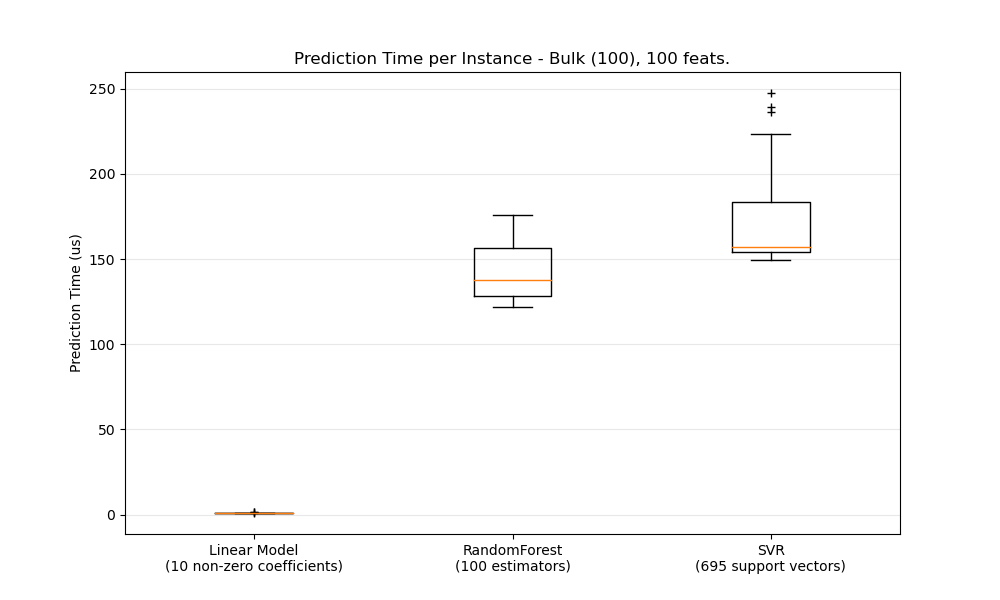 Prediction Time per Instance - Bulk (100), 100 feats.
250
200
150
100
50
0
Prediction Time (us)
Linear Model
(10 non-zero coefficients)
RandomForest
(100 estimators)
SVR
(695 support vectors)